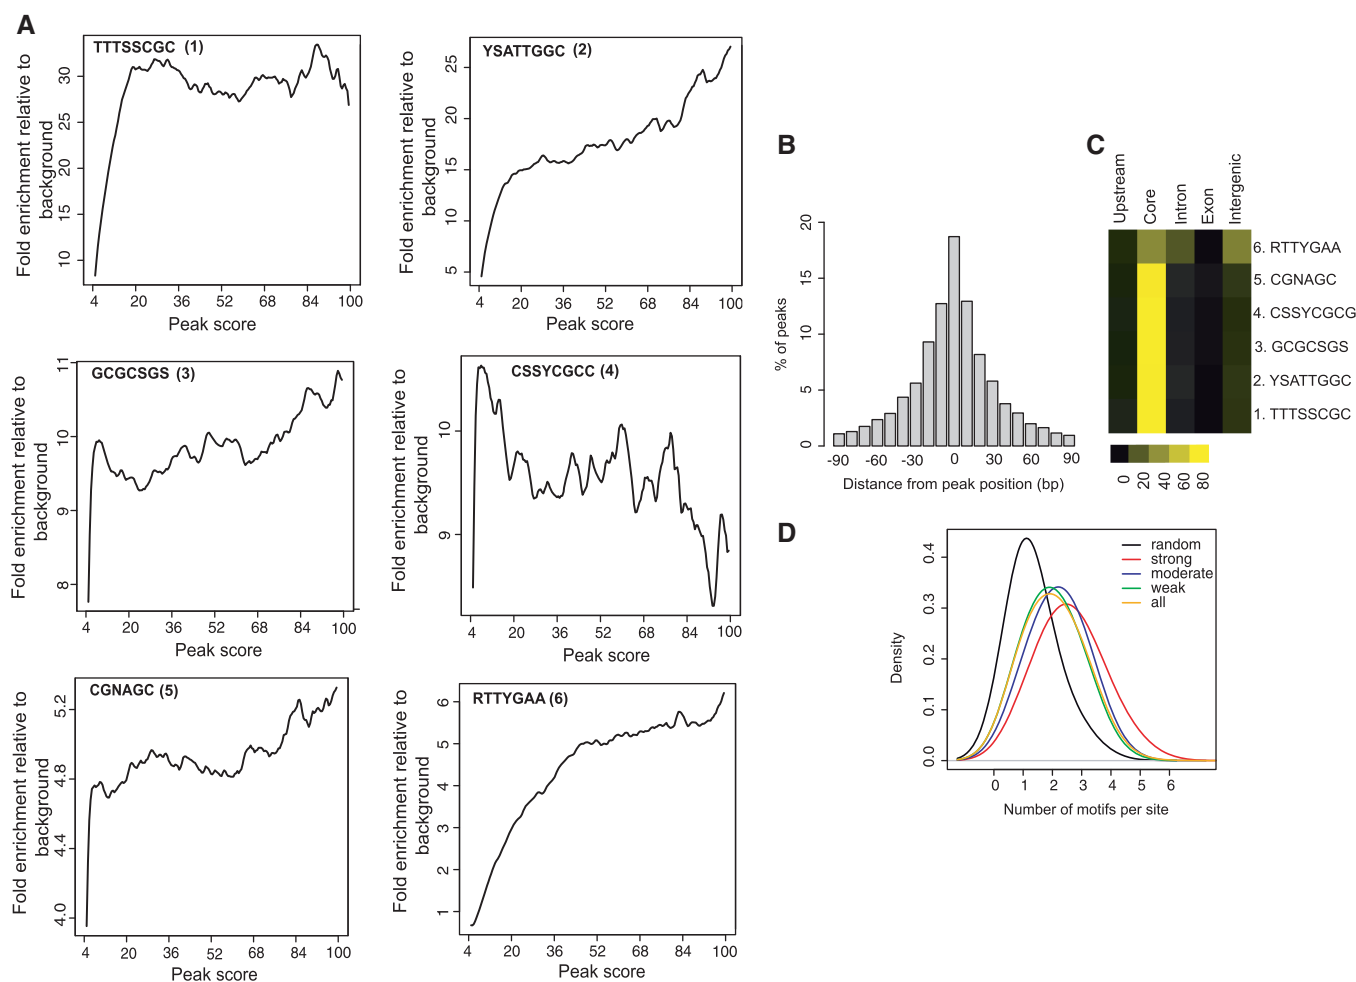 A
TTTSSCGC (1)
Fold enrichment relative to
background
10
15
20
25
30
4 20 36 52 68 84 100
Peak score
YSATTGGC (2)
Fold enrichment relative to
background
5
10
15
20
25
4 20 36 52 68 84 100
Peak score
GCGCSGS (3)
Fold enrichment relative to
background
8
9
10
11
4 20 36 52 68 84 100
Peak score
CSSYCGCC (4)
Fold enrichment relative to
background
9
10
4 20 36 52 68 84 100
Peak score
CGNAGC (5)
Fold enrichment relative to
background
4.0
4.4
4.8
5.2
4 20 36 52 68 84 100
Peak score
RTTYGAA (6)
Fold enrichment relative to
background
1
2
3
4
5
6
4 20 36 52 68 84 100
Peak score
B
% of peaks
0
5
10
15
20
-90 -60 -30 0 30 60 90
Distance from peak position (bp)
C
Upstream
Core
Intron
Exon
Intergenic
6. RTTYGAA
5. CGNAGC
4. CSSYCGCG
3. GCGCSGS
2. YSATTGGC
1. TTTSSCGC
0
20
40
60
80
D
Density
0.0
0.1
0.2
0.3
0.4
random
strong
moderate
weak
all
0 1 2 3 4 5 6
Number of motifs per site